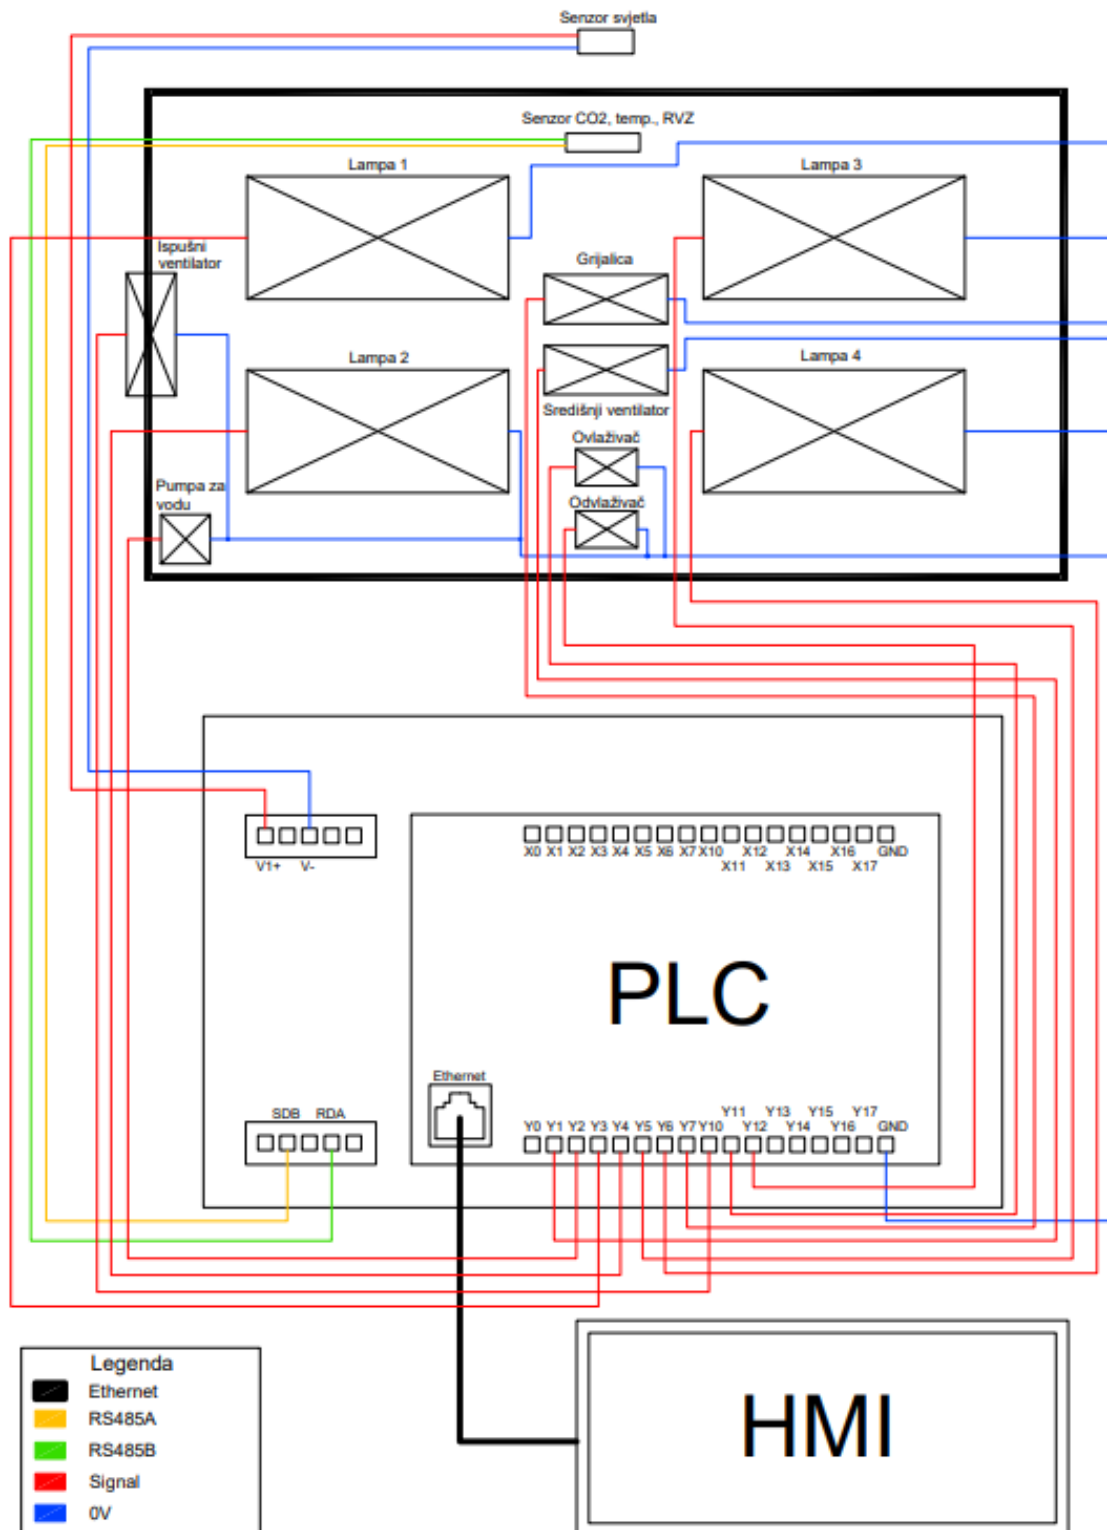 Senzor svjetla
Senzor CO2, temp., RVZ
Lampa 1
Lampa 3
Ispušni
ventilator
Grijalica
Lampa 2
Lampa 4
Središnji ventilator
Ovlaživač
Pumpa za
vodu
Odvlaživač
V1+ V-
X0 X1 X2 X3 X4 X5 X6 X7 X10 X12 X14 X16 GND
X11 X13 X15 X17
PLC
Ethernet
SDB RDA
Y11 Y13 Y15 Y17
Y0 Y1 Y2 Y3 Y4 Y5 Y6 Y7 Y10 Y12 Y14 Y16 GND
HMI
Legenda
Ethernet
RS485A
RS485B
Signal
0V